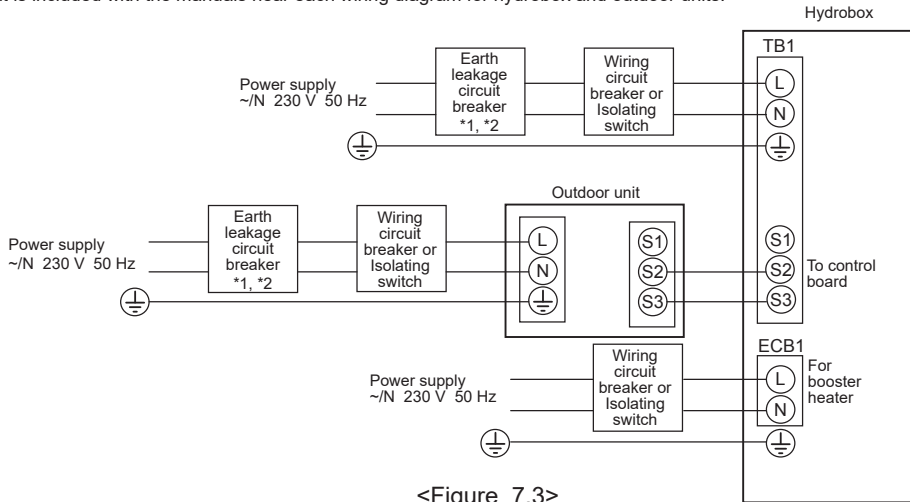 is included with the manuals near each wiring diagram for hydrobox and outdoor units.
Hydrobox
TB1
Power supply
~/N 230 V 50 Hz
Earth
leakage
circuit
breaker
*1, *2
Wiring
circuit
breaker or
Isolating
switch
L
N
Outdoor unit
Power supply
~/N 230 V 50 Hz
Earth
leakage
circuit
breaker
*1, *2
Wiring
circuit
breaker or
Isolating
switch
L
N
S1
S2
S3
S1
S2
S3
To control
board
ECB1
Power supply
~/N 230 V 50 Hz
Wiring
circuit
breaker or
Isolating
switch
L
N
For
booster
heater
<Figure 7.3>